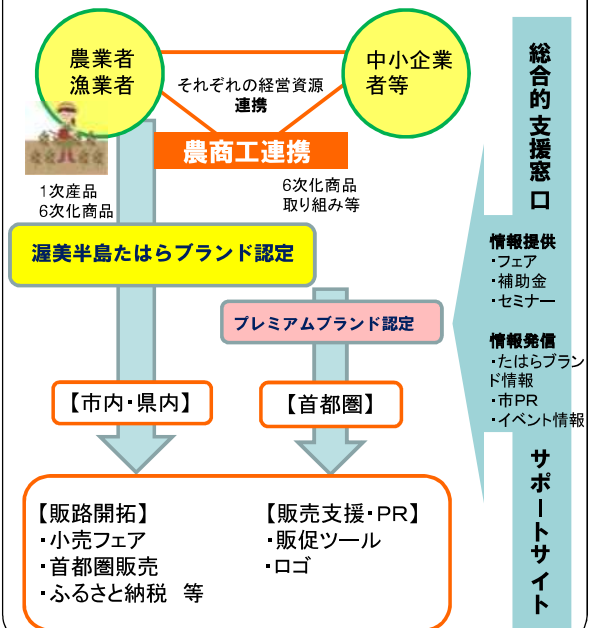 農業者
漁業者
中小企業
者等
それぞれの経営資源
連携
農商工連携
1次産品
6次化商品
6次化商品
取り組み等
渥美半島たはらブランド認定
プレミアムブランド認定
【市内・県内】
【首都圏】
【販路開拓】
・小売フェア
・首都圏販売
・ふるさと納税 等
【販売支援・PR】
・販促ツール
・ロゴ
総合的支援窓口
情報提供
・フェア
・補助金
・セミナー
情報発信
・たはらブラン
ド情報
・市PR
・イベント情報
サポートサイト